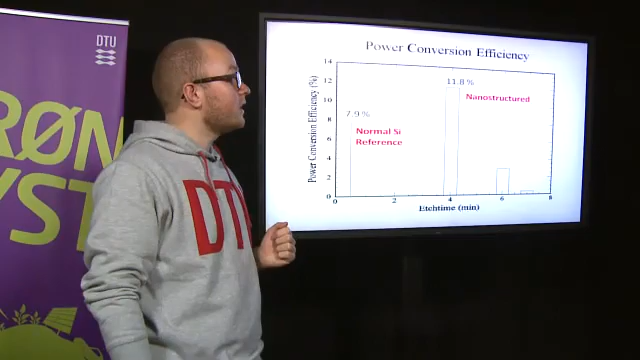 DTU
RØN
YST
DTU
Power Conversion Efficiency
Power Conversion Efficiency (%)
14
12
10
8
6
4
2
0
7.9 %
Normal Si
Reference
11.8 %
Nanostructured
0
2
4
6
8
Etchtime (min)